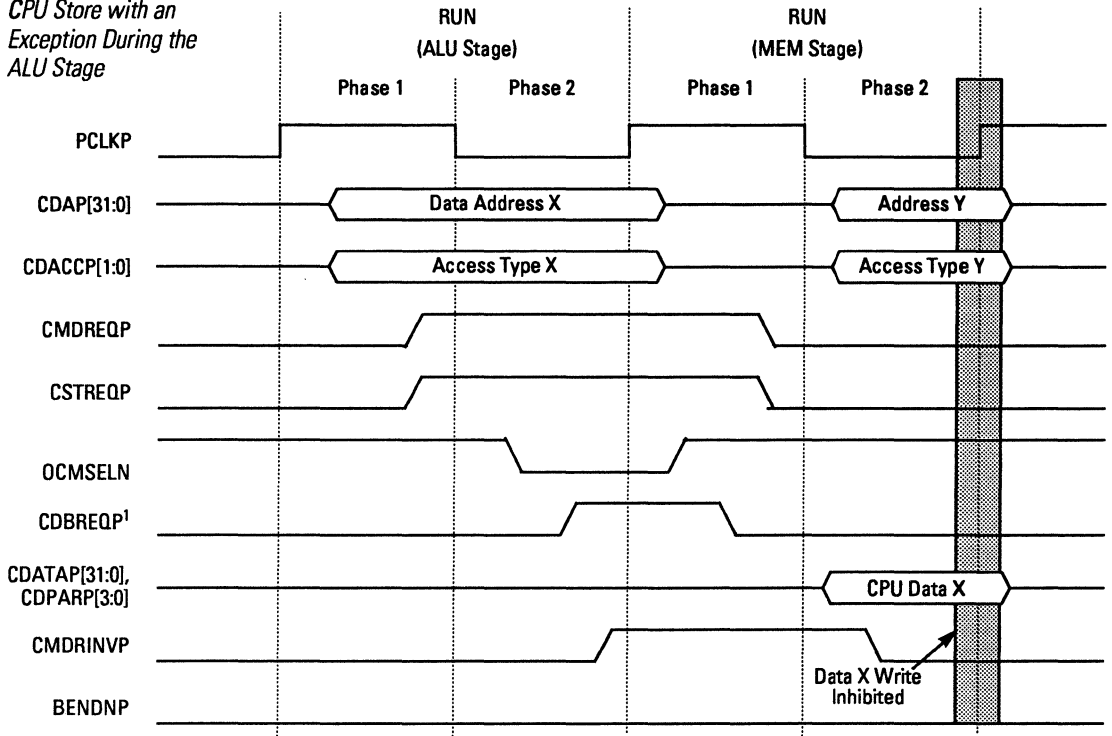 CPU Store with an
Exception During the
ALU Stage
RUN
(ALU Stage)
RUN
(MEM Stage)
Phase 1
Phase 2
Phase 1
Phase 2
PCLKP
CDAP[31:0]
Data Address X
Address Y
CDACCP[1:0]
Access Type X
Access Type Y
CMDREQP
CSTREQP
OCMSELN
CDBREQP¹
CDATAP[31:0],
CDPARP[3:0]
CPU Data X
CMDRINVP
Data X Write
Inhibited
BENDNP